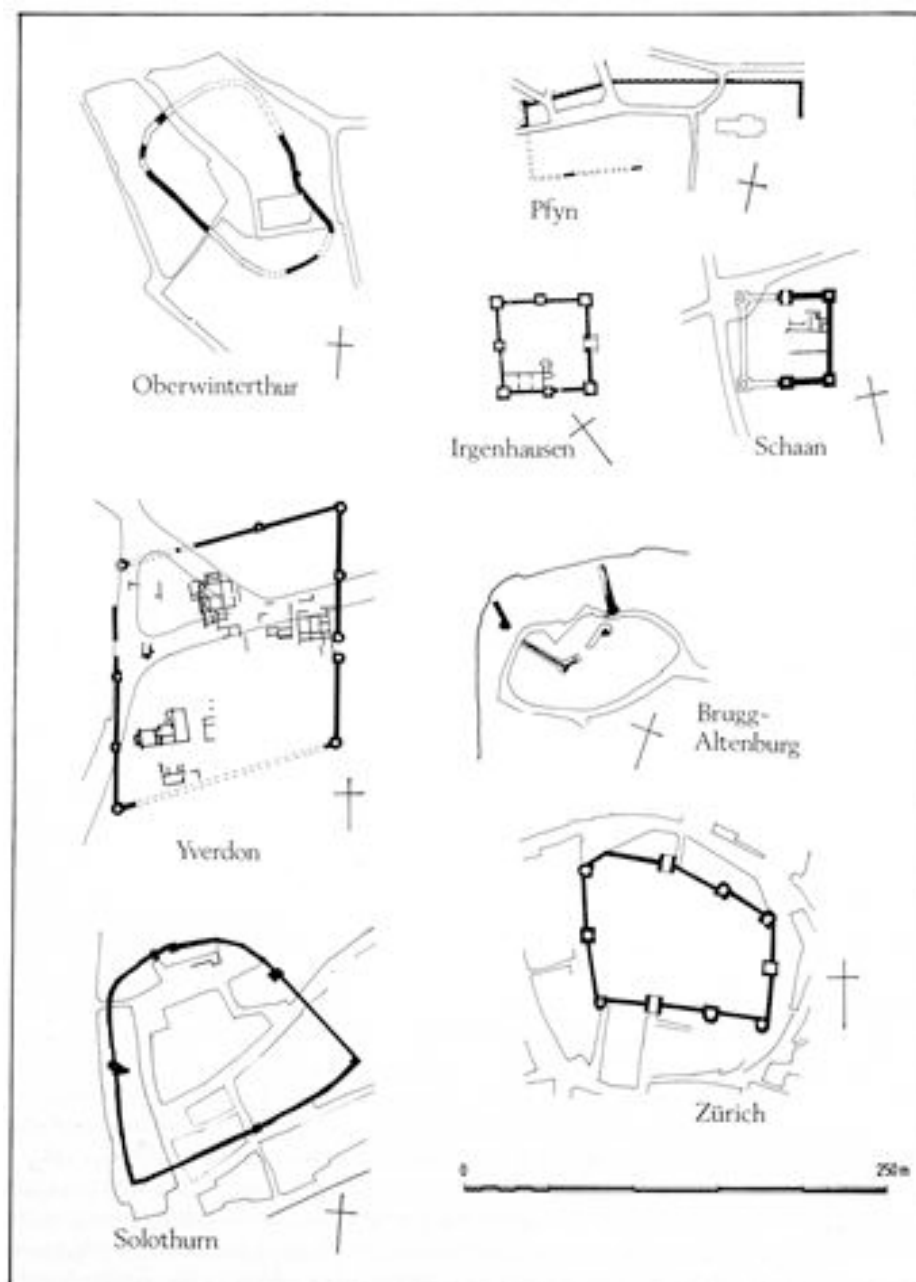 Oberwinterthur
Pfyn
Irgenhausen
Schaan
Yverdon
Brugg-
Altenburg
Zürich
0
250 m
Solothurn